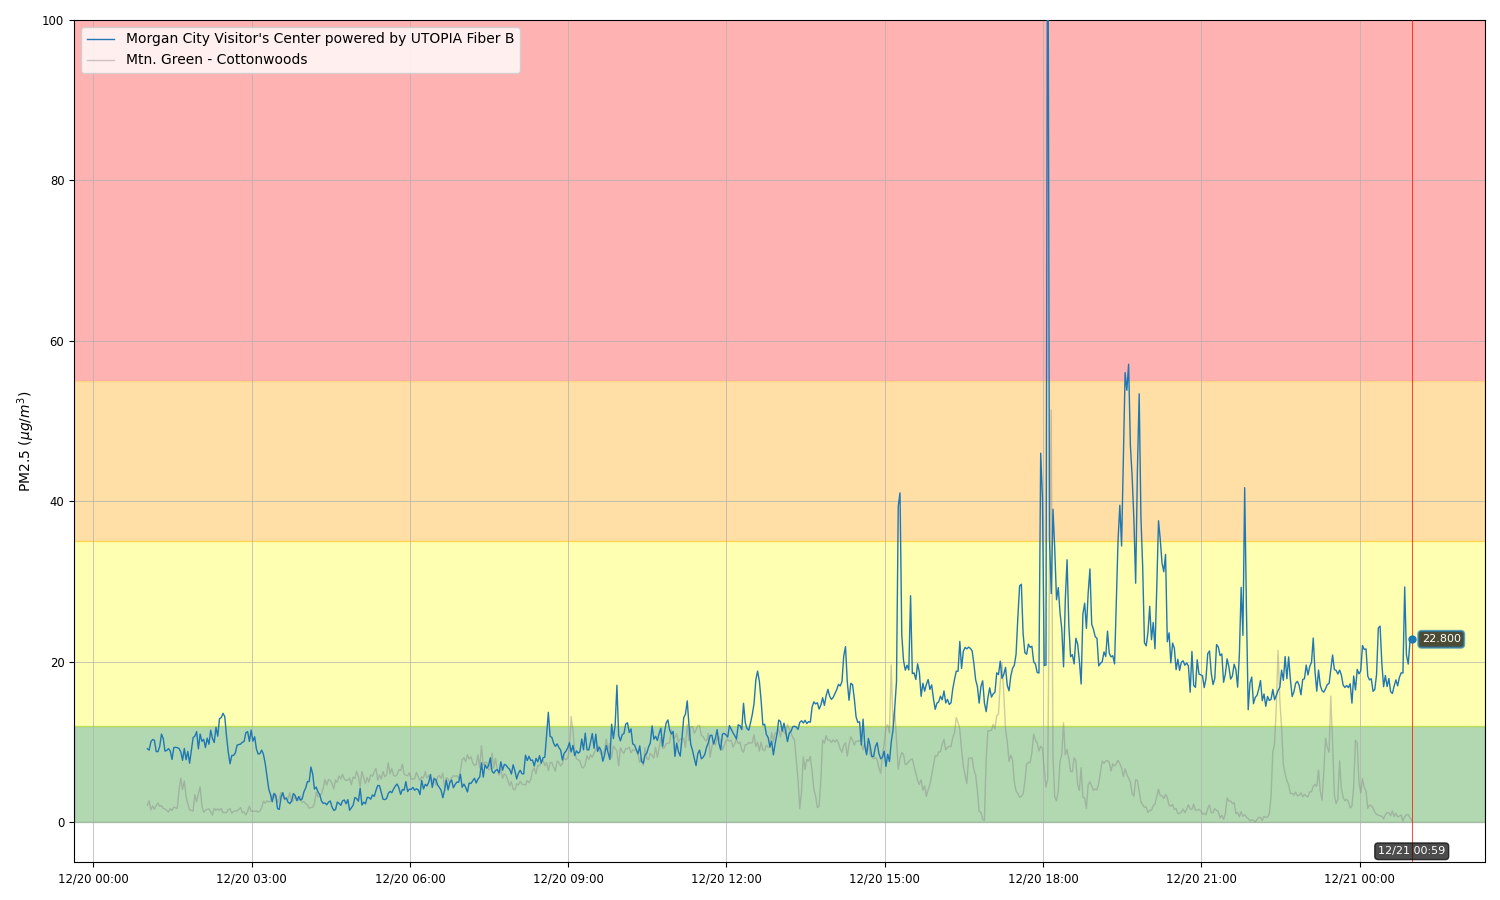 100
Morgan City Visitor's Center powered by UTOPIA Fiber B
Mtn. Green - Cottonwoods
80
60
PM2.5 (μg/m³)
40
22.800
20
0
12/21 00:59
12/20 00:00 12/20 03:00 12/20 06:00 12/20 09:00 12/20 12:00 12/20 15:00 12/20 18:00 12/20 21:00 12/21 00:00